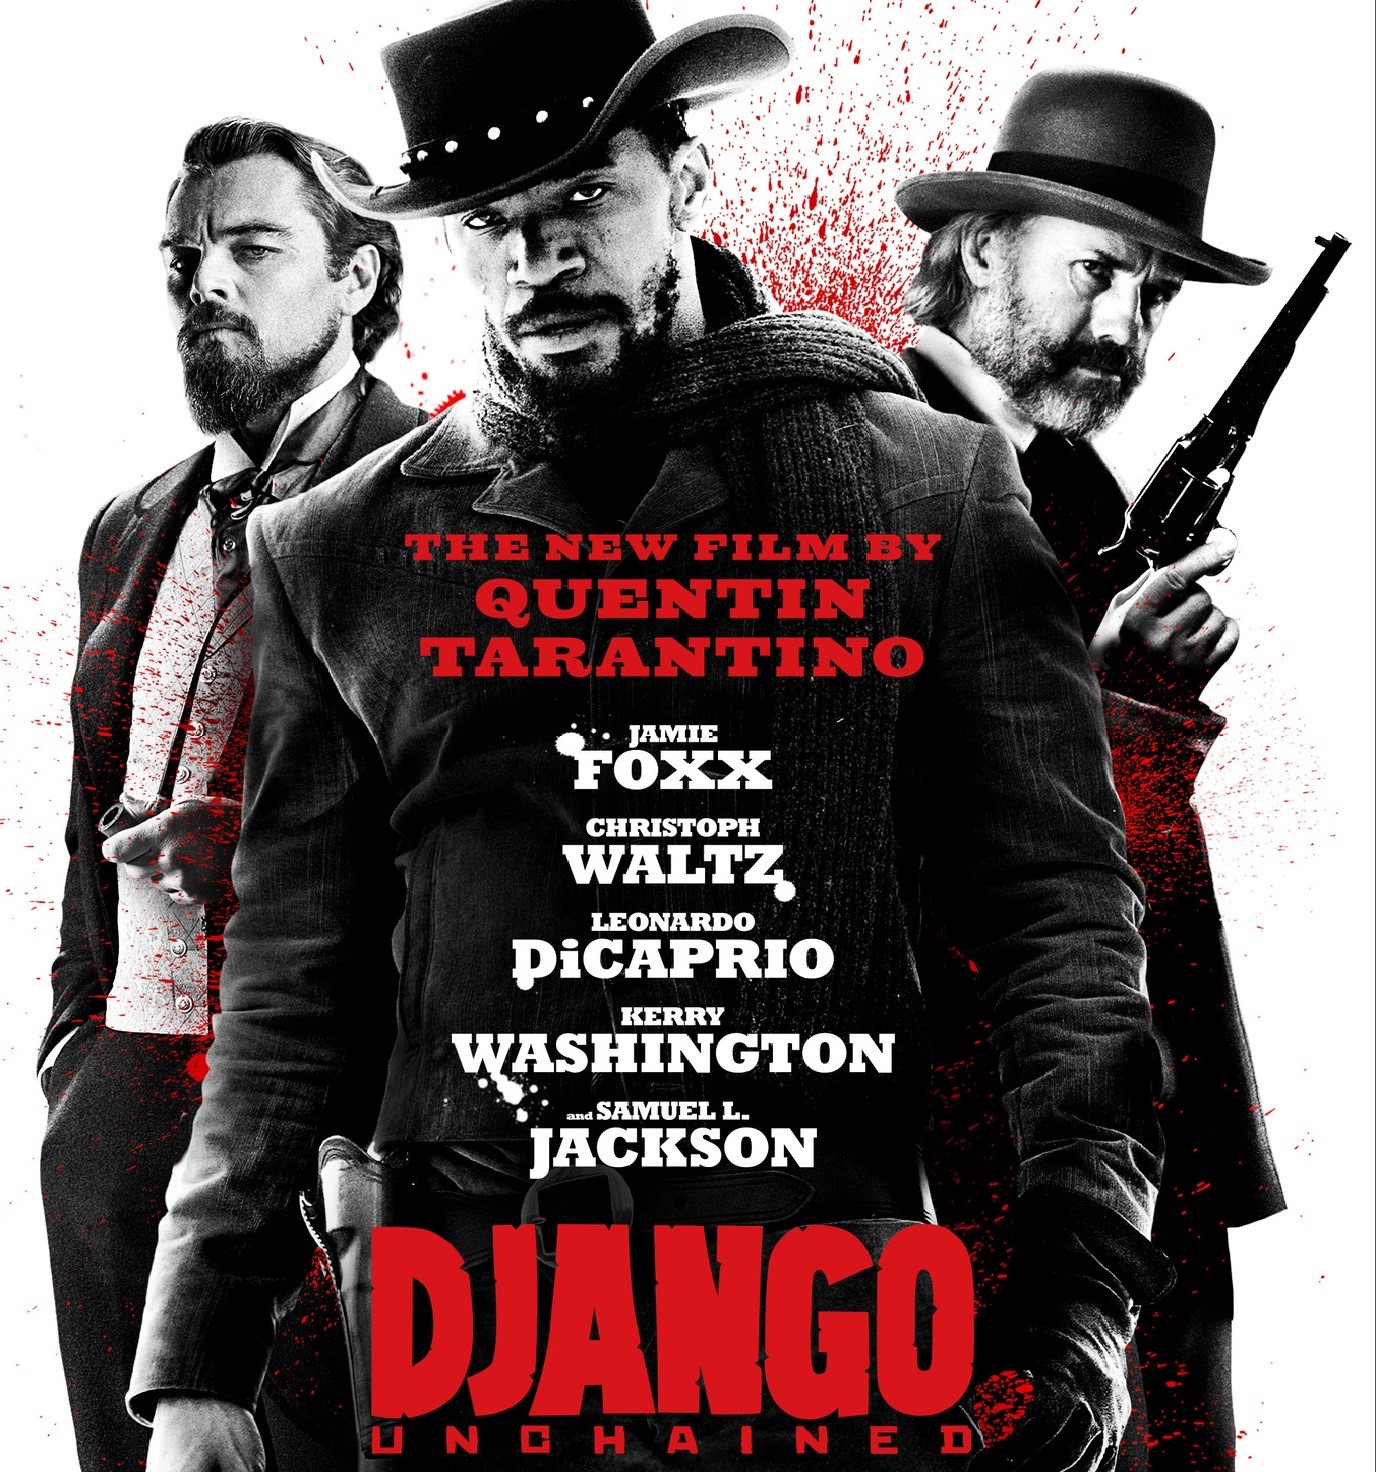 THE NEW FILM BY
QUENTIN
TARANTINO
JAMIE
FOXX
CHRISTOPH
WALTZ
LEONARDO
DiCAPRIO
KERRY
WASHINGTON
and SAMUEL L.
JACKSON
DJANGO
UNCHAINED